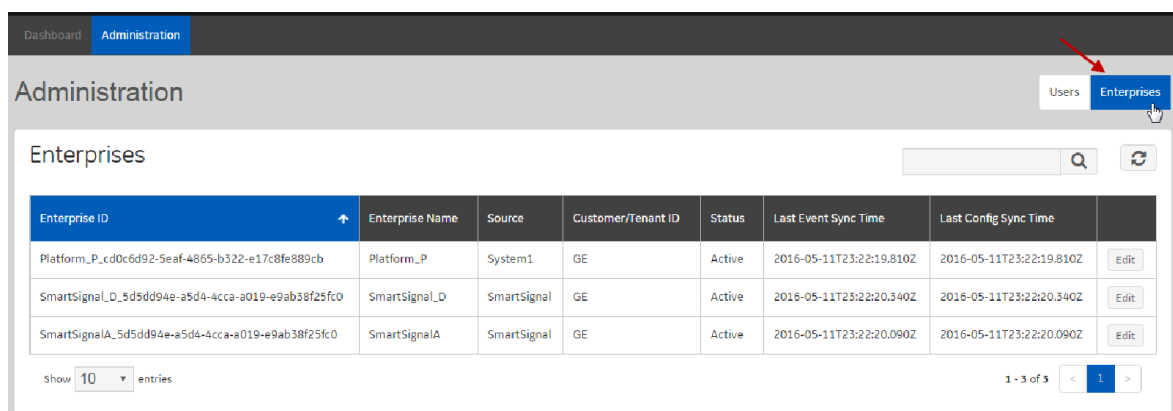 Dashboard Administration
Administration
Users Enterprises
Enterprises
Enterprise ID Enterprise Name Source Customer/Tenant ID Status Last Event Sync Time Last Config Sync Time
Platform_P_cd0c6d92-5eaf-4865-b322-e17c8fe889cb Platform_P System1 GE Active 2016-05-11T23:22:19.810Z 2016-05-11T23:22:19.810Z Edit
SmartSignal_D_5d5dd94e-a5d4-4cca-a019-e9ab38f25fc0 SmartSignal_D SmartSignal GE Active 2016-05-11T23:22:20.340Z 2016-05-11T23:22:20.340Z Edit
SmartSignalA_5d5dd94e-a5d4-4cca-a019-e9ab38f25fc0 SmartSignalA SmartSignal GE Active 2016-05-11T23:22:20.090Z 2016-05-11T23:22:20.090Z Edit
Show 10 entries
1 - 3 of 3 < 1 >